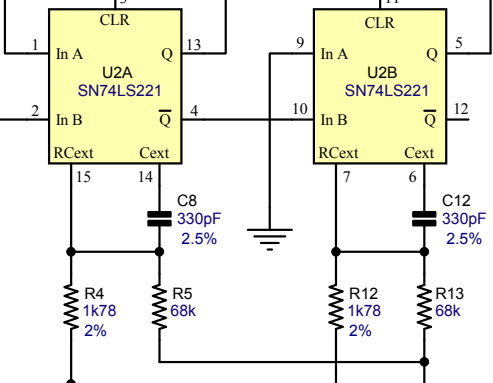 CLR
1
In A
Q
13
U2A
SN74LS221
2
In B
Q
4
RCext
Cext
15
14
C8
330pF
2.5%
R4
1k78
2%
R5
68k
CLR
9
In A
Q
5
U2B
SN74LS221
10
In B
Q
12
RCext
Cext
7
6
C12
330pF
2.5%
R12
1k78
2%
R13
68k